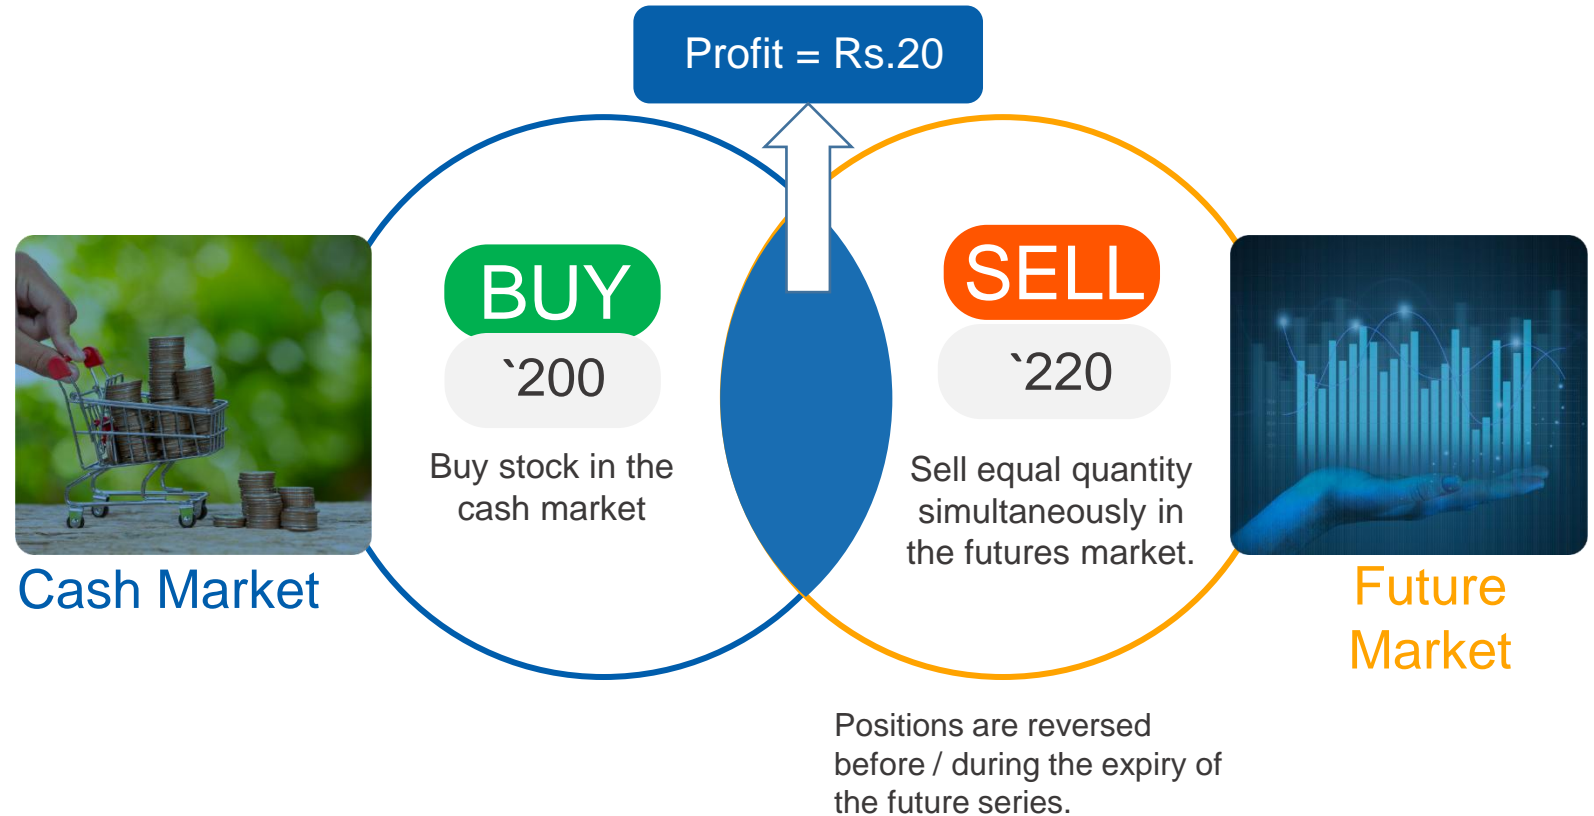 Profit = Rs.20
BUY
`200
Buy stock in the
cash market
SELL
`220
Sell equal quantity
simultaneously in
the futures market.
Cash Market
Future
Market
Positions are reversed
before / during the expiry of
the future series.